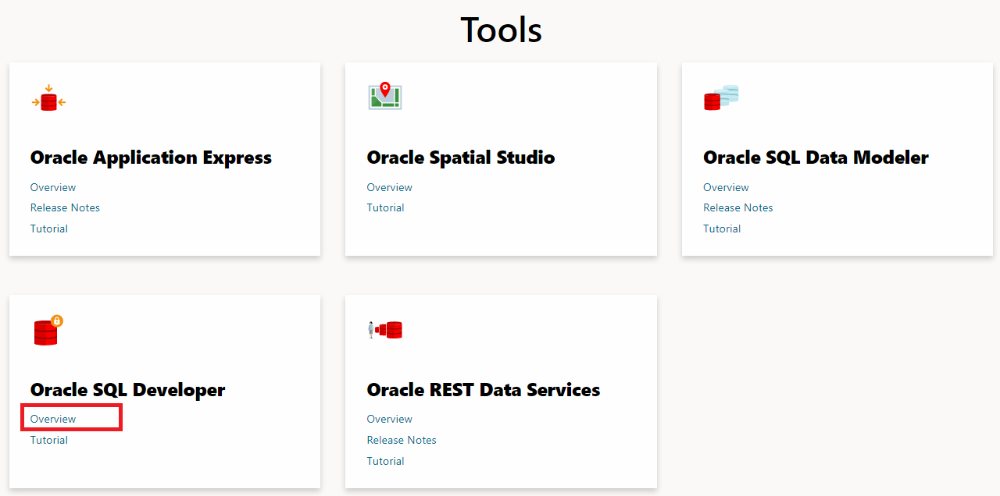 Tools
Oracle Application Express
Overview
Release Notes
Tutorial
Oracle Spatial Studio
Overview
Tutorial
Oracle SQL Data Modeler
Overview
Release Notes
Tutorial
Oracle SQL Developer
Overview
Tutorial
Oracle REST Data Services
Overview
Release Notes
Tutorial